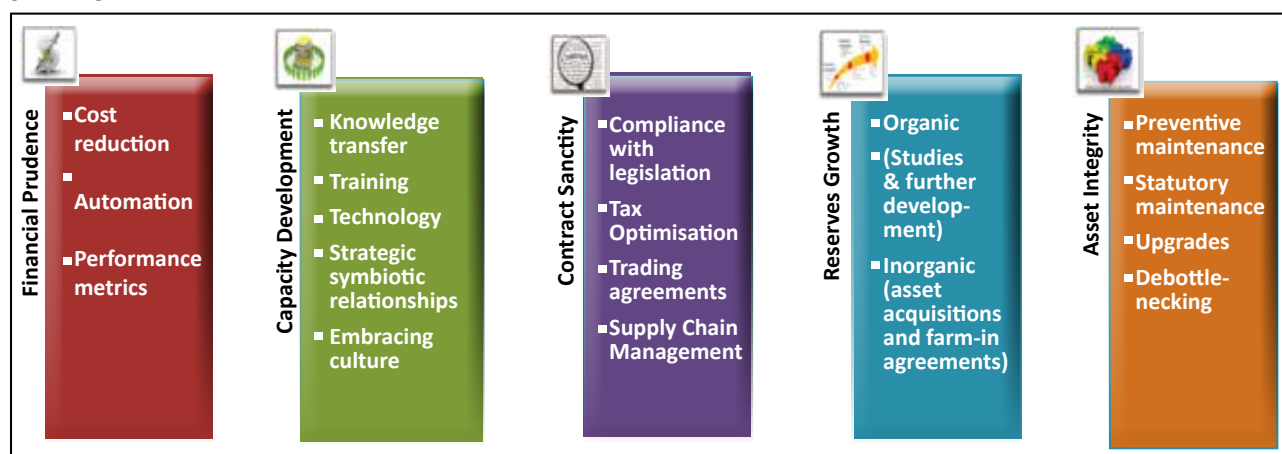 Financial Prudence
▪Cost
reduction
▪
Automation
▪Performance
metrics
Capacity Development
▪ Knowledge
transfer
▪ Training
▪ Technology
▪ Strategic
symbiotic
relationships
▪ Embracing
culture
Contract Sanctity
▪Compliance
with
legislation
▪Tax
Optimisation
▪Trading
agreements
▪Supply Chain
Management
Reserves Growth
▪Organic
▪(Studies
& further
develop-
ment)
▪Inorganic
(asset
acquisitions
and farm-in
agreements)
Asset Integrity
▪Preventive
maintenance
▪Statutory
maintenance
▪Upgrades
▪Debottle-
necking